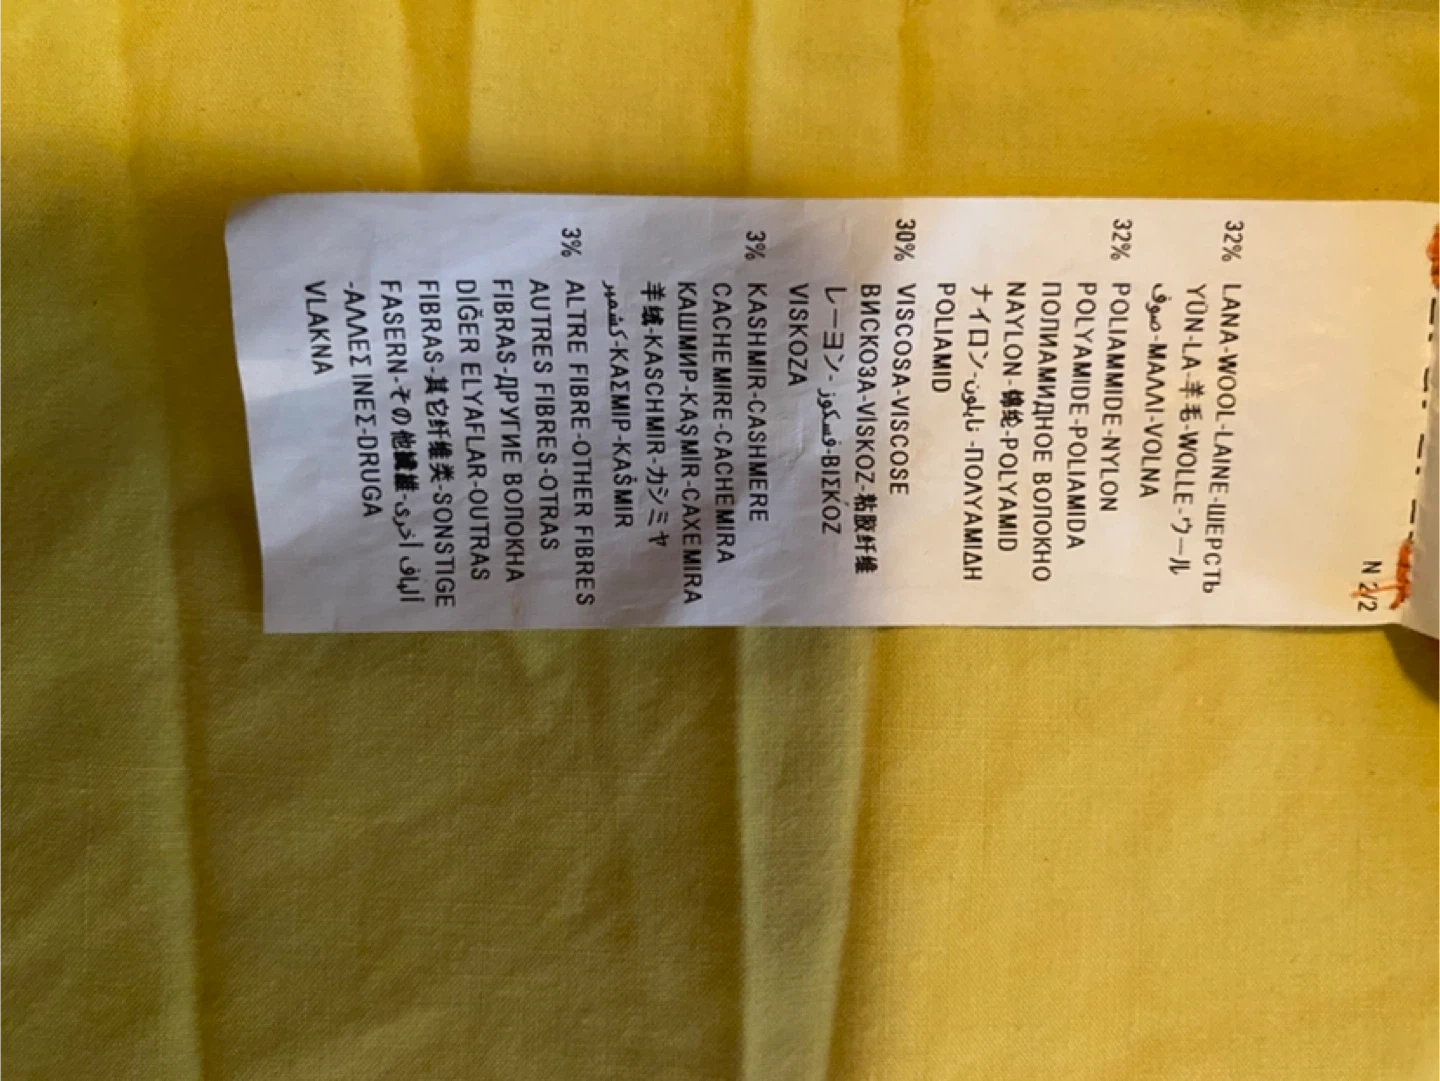 N 2/2
32% LANA-WOOL-LAINE-ШЕРСТЬ
YÜN-LA-羊毛-WOLLE-ウール
صوف-ΜΑΛΛΙ-VOLNA
32% POLIAMMIDE-NYLON
POLYAMIDE-POLIAMIDA
ПОЛИАМИДНОЕ ВОЛОКНО
NAYLON-锦纶-POLYAMID
ナイロン-نايلون-ΠΟΛΥΑΜΙΔΗ
POLIAMID
30% VISCOSA-VISCOSE
ВИСКОЗА-VİSKOZ-粘胶纤维
レーヨン-فسكوز-ΒΙΣΚΌΖ
VISKOZA
3% KASHMIR-CASHMERE
CACHEMIRE-CACHEMIRA
КАШМИР-KAŞMIR-CAXEMIRA
羊绒-KASCHMIR-カシミヤ
كشمير-ΚΑΣΜΙΡ-KAŠMIR
3% ALTRE FIBRE-OTHER FIBRES
AUTRES FIBRES-OTRAS
FIBRAS-ДРУГИЕ ВОЛОКНА
DİĞER ELYAFLAR-OUTRAS
FIBRAS-其它纤维类-SONSTIGE
FASERN-その他繊維-ألياف أخرى
-ΑΛΛΕΣ ΙΝΕΣ-DRUGA
VLAKNA